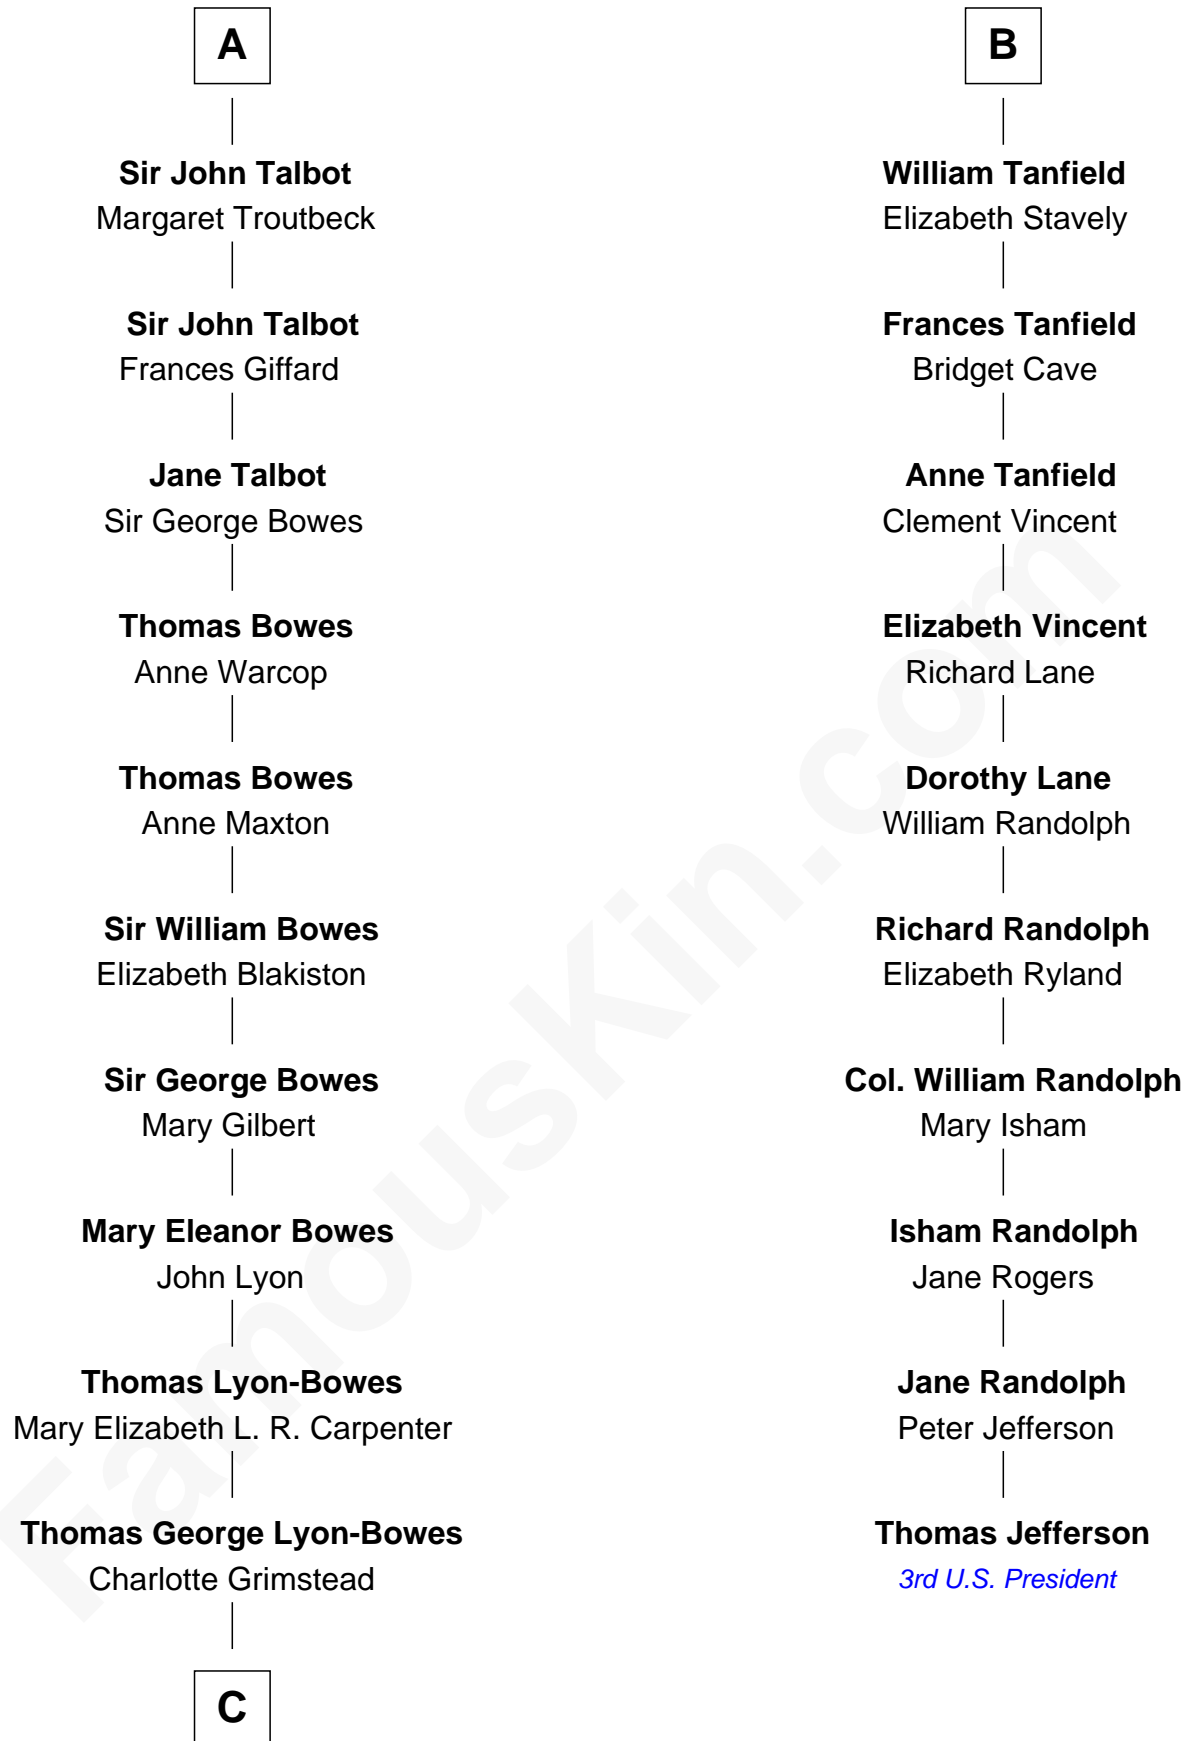 A
Sir John Talbot
Margaret Troutbeck
Sir John Talbot
Frances Giffard
Jane Talbot
Sir George Bowes
Thomas Bowes
Anne Warcop
Thomas Bowes
Anne Maxton
Sir William Bowes
Elizabeth Blakiston
Sir George Bowes
Mary Gilbert
Mary Eleanor Bowes
John Lyon
Thomas Lyon-Bowes
Mary Elizabeth L. R. Carpenter
Thomas George Lyon-Bowes
Charlotte Grimstead
C
B
William Tanfield
Elizabeth Stavely
Frances Tanfield
Bridget Cave
Anne Tanfield
Clement Vincent
Elizabeth Vincent
Richard Lane
Dorothy Lane
William Randolph
Richard Randolph
Elizabeth Ryland
Col. William Randolph
Mary Isham
Isham Randolph
Jane Rogers
Jane Randolph
Peter Jefferson
Thomas Jefferson
3rd U.S. President
FamousKin.com